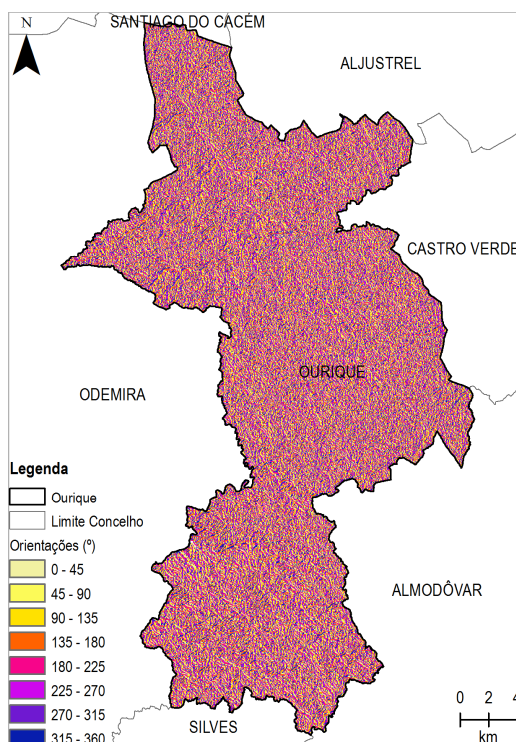 N
SANTIAGO DO CACÉM
ALJUSTREL
CASTRO VERDE
OURIQUE
ODEMIRA
Legenda
Ourique
Limite Concelho
Orientações (º)
0 - 45
45 - 90
90 - 135
135 - 180
180 - 225
225 - 270
270 - 315
315 - 360
ALMODÔVAR
SILVES
0 2 4
km